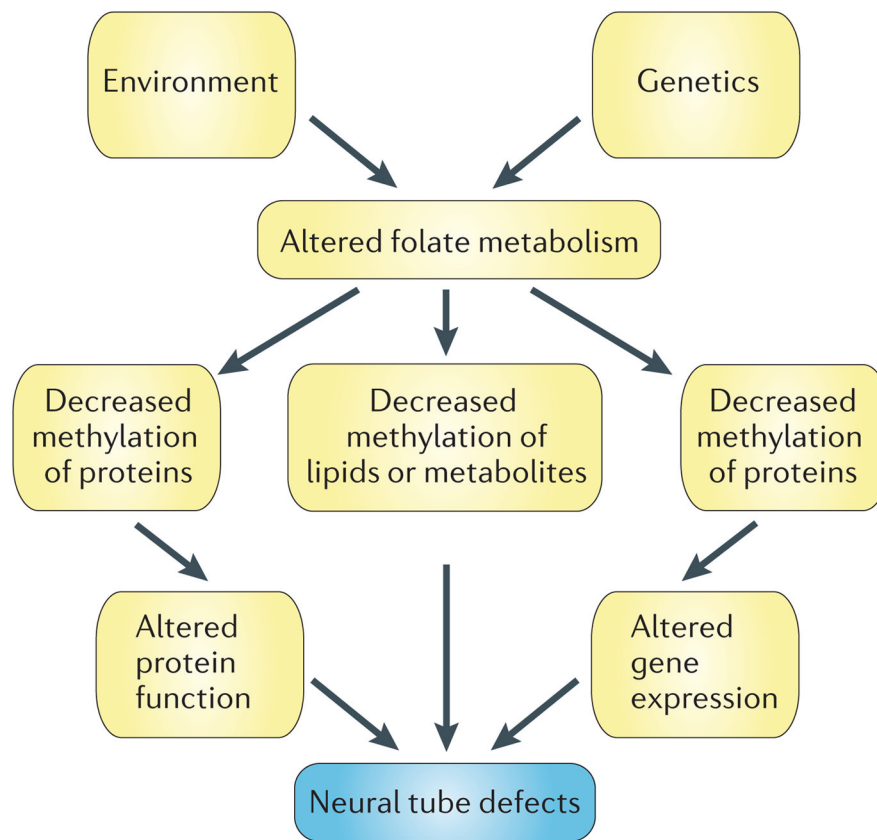 Environment
Genetics
Altered folate metabolism
Decreased
methylation
of proteins
Decreased
methylation of
lipids or metabolites
Decreased
methylation
of proteins
Altered
protein
function
Altered
gene
expression
Neural tube defects